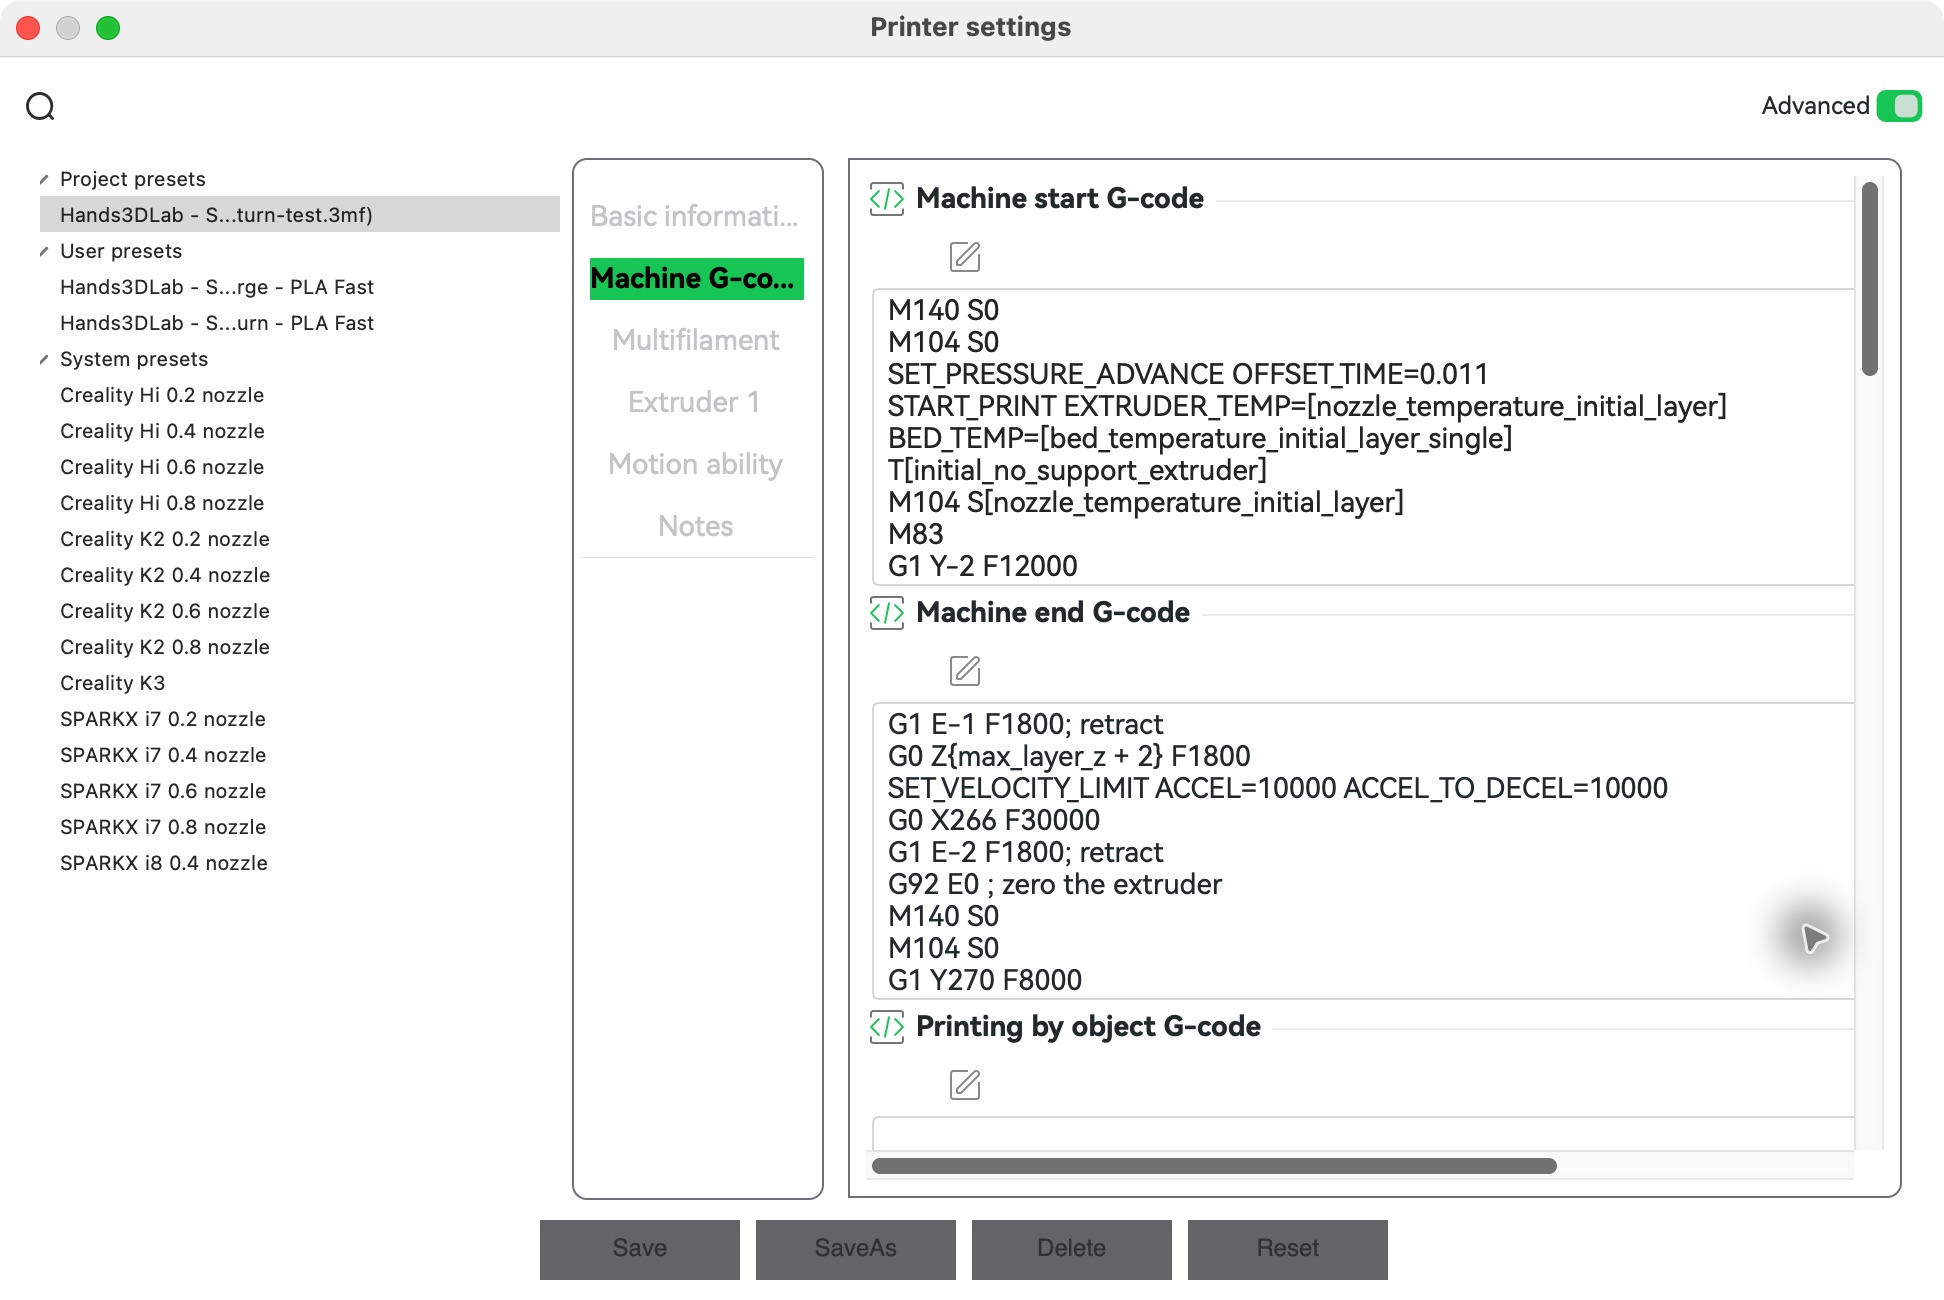 Printer settings
Advanced
Project presets
Hands3DLab - S...turn-test.3mf)
User presets
Hands3DLab - S...rge - PLA Fast
Hands3DLab - S...urn - PLA Fast
System presets
Creality Hi 0.2 nozzle
Creality Hi 0.4 nozzle
Creality Hi 0.6 nozzle
Creality Hi 0.8 nozzle
Creality K2 0.2 nozzle
Creality K2 0.4 nozzle
Creality K2 0.6 nozzle
Creality K2 0.8 nozzle
Creality K3
SPARKX i7 0.2 nozzle
SPARKX i7 0.4 nozzle
SPARKX i7 0.6 nozzle
SPARKX i7 0.8 nozzle
SPARKX i8 0.4 nozzle
Basic informati...
Machine G-co...
Multifilament
Extruder 1
Motion ability
Notes
Machine start G-code
M140 S0
M104 S0
SET_PRESSURE_ADVANCE OFFSET_TIME=0.011
START_PRINT EXTRUDER_TEMP=[nozzle_temperature_initial_layer]
BED_TEMP=[bed_temperature_initial_layer_single]
T[initial_no_support_extruder]
M104 S[nozzle_temperature_initial_layer]
M83
G1 Y-2 F12000
Machine end G-code
G1 E-1 F1800; retract
G0 Z{max_layer_z + 2} F1800
SET_VELOCITY_LIMIT ACCEL=10000 ACCEL_TO_DECEL=10000
G0 X266 F30000
G1 E-2 F1800; retract
G92 E0 ; zero the extruder
M140 S0
M104 S0
G1 Y270 F8000
Printing by object G-code
Save
SaveAs
Delete
Reset